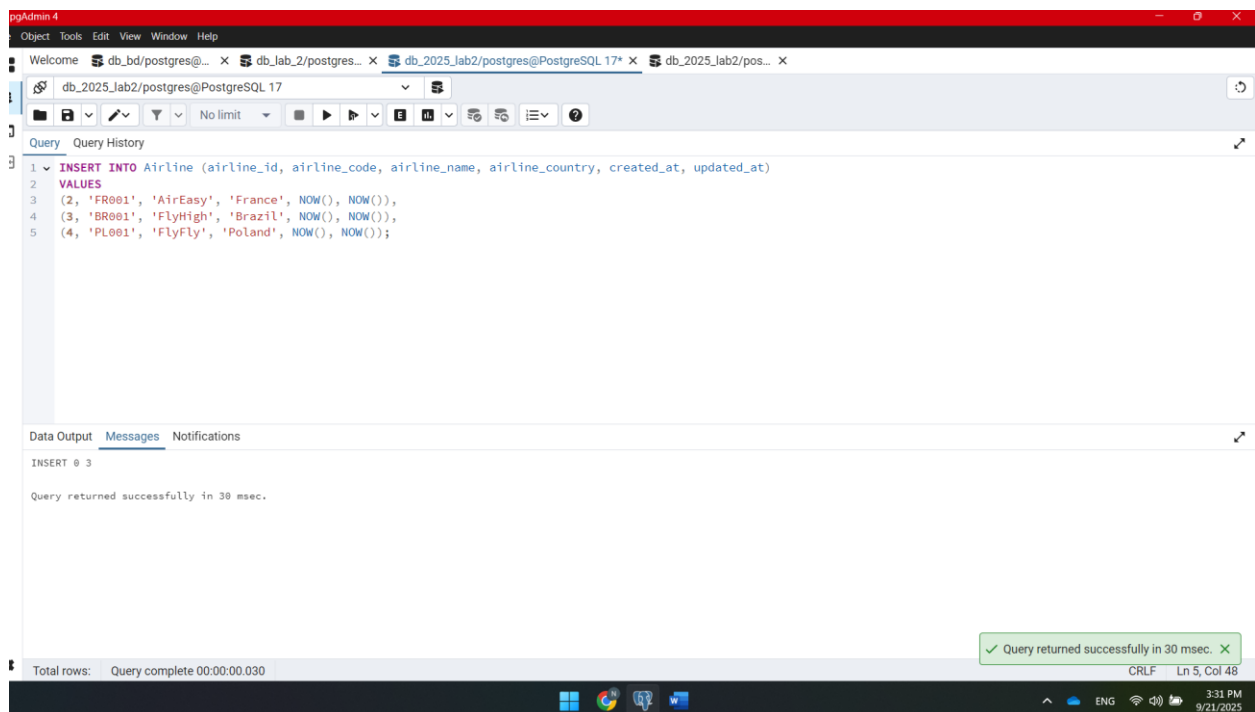 pgAdmin 4
Object Tools Edit View Window Help
Welcome db_bd/postgres@... db_lab_2/postgres... db_2025_lab2/postgres@PostgreSQL 17* db_2025_lab2/pos...
db_2025_lab2/postgres@PostgreSQL 17
No limit
Query Query History
1 INSERT INTO Airline (airline_id, airline_code, airline_name, airline_country, created_at, updated_at)
2 VALUES
3 (2, 'FR001', 'AirEasy', 'France', NOW(), NOW()),
4 (3, 'BR001', 'FlyHigh', 'Brazil', NOW(), NOW()),
5 (4, 'PL001', 'FlyFly', 'Poland', NOW(), NOW());
Data Output Messages Notifications
INSERT 0 3
Query returned successfully in 30 msec.
Query returned successfully in 30 msec.
Total rows: Query complete 00:00:00.030 CRLF Ln 5, Col 48
ENG 3:31 PM
9/21/2025